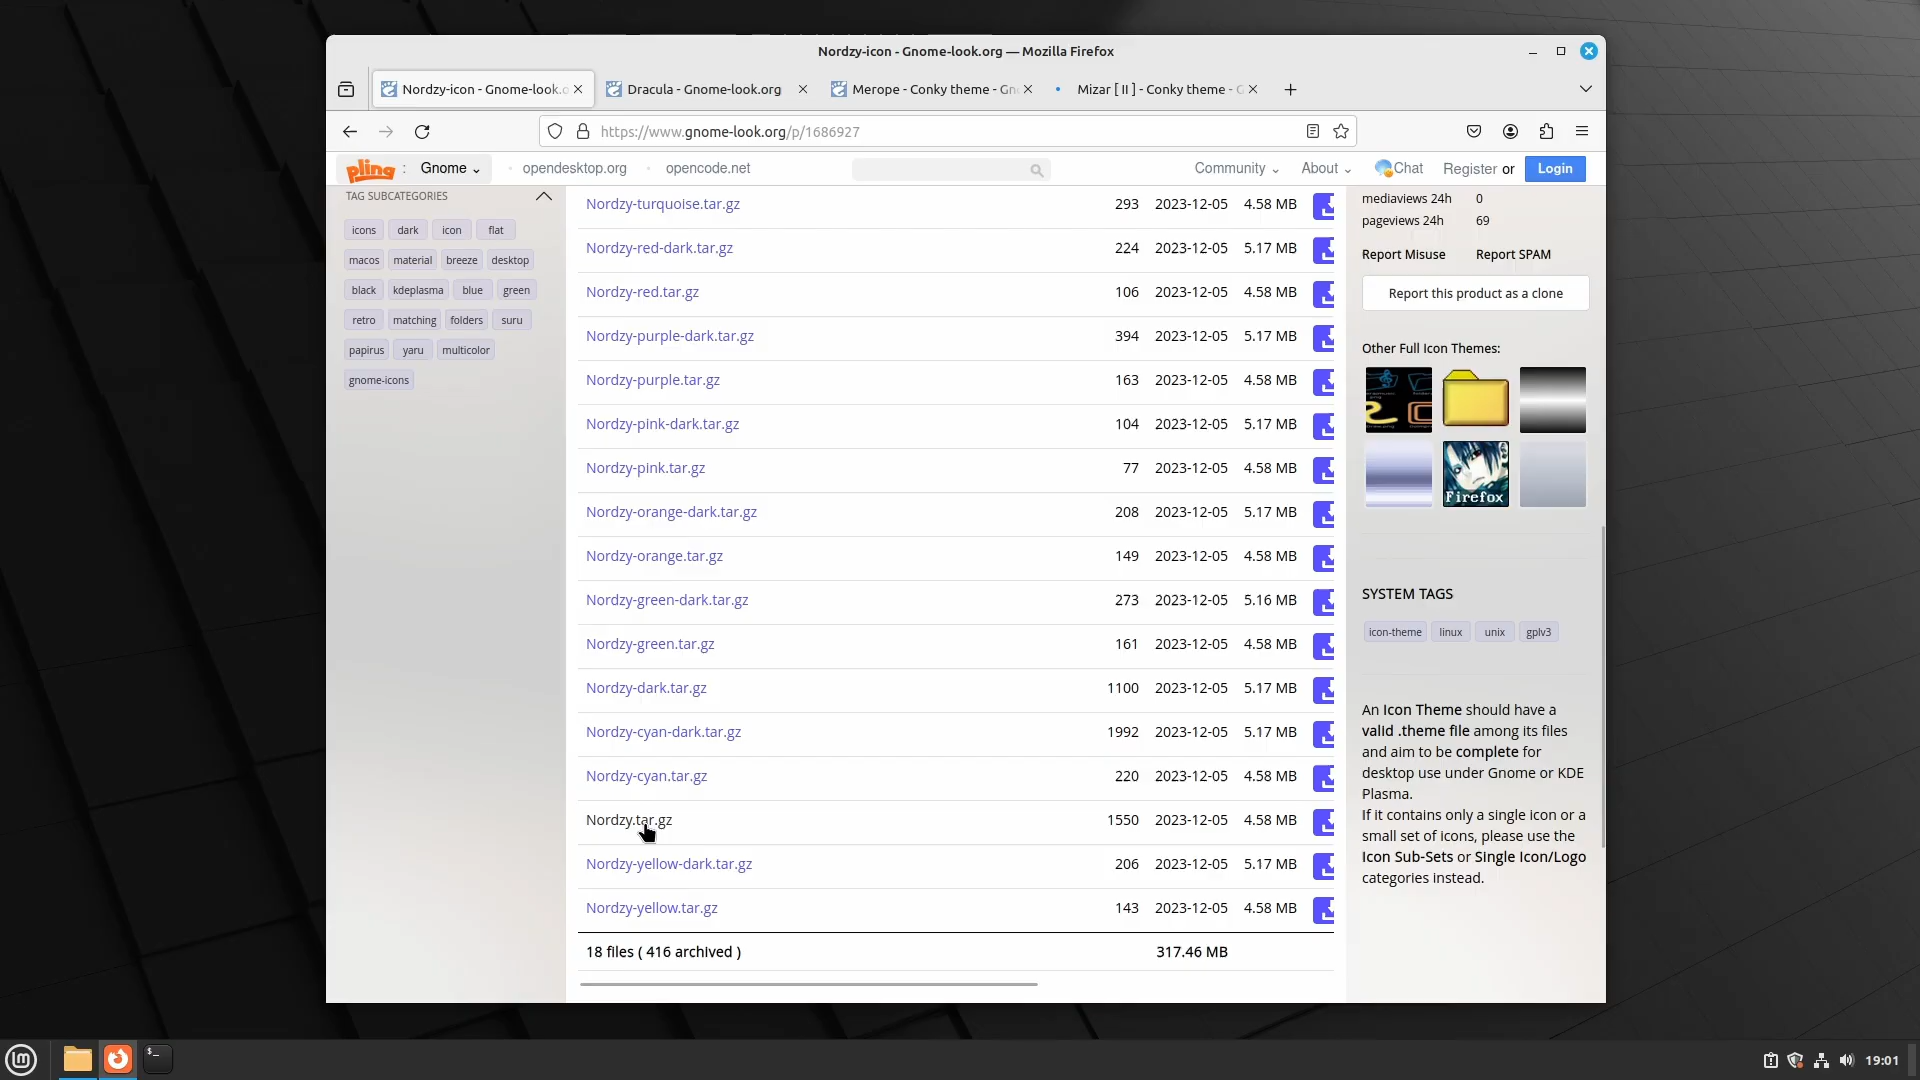 Nordzy-icon - Gnome-look.org — Mozilla Firefox
Nordzy-icon - Gnome-look.o
Dracula - Gnome-look.org
Merope - Conky theme - Gn
Mizar [ II ] - Conky theme - G
https://www.gnome-look.org/p/1686927
pling
:
Gnome
opendesktop.org
opencode.net
Community
About
Chat
Register or
Login
TAG SUBCATEGORIES
icons dark icon flat
macos material breeze desktop
black kdeplasma blue green
retro matching folders suru
papirus yaru multicolor
gnome-icons
Nordzy-turquoise.tar.gz 293 2023-12-05 4.58 MB
Nordzy-red-dark.tar.gz 224 2023-12-05 5.17 MB
Nordzy-red.tar.gz 106 2023-12-05 4.58 MB
Nordzy-purple-dark.tar.gz 394 2023-12-05 5.17 MB
Nordzy-purple.tar.gz 163 2023-12-05 4.58 MB
Nordzy-pink-dark.tar.gz 104 2023-12-05 5.17 MB
Nordzy-pink.tar.gz 77 2023-12-05 4.58 MB
Nordzy-orange-dark.tar.gz 208 2023-12-05 5.17 MB
Nordzy-orange.tar.gz 149 2023-12-05 4.58 MB
Nordzy-green-dark.tar.gz 273 2023-12-05 5.16 MB
Nordzy-green.tar.gz 161 2023-12-05 4.58 MB
Nordzy-dark.tar.gz 1100 2023-12-05 5.17 MB
Nordzy-cyan-dark.tar.gz 1992 2023-12-05 5.17 MB
Nordzy-cyan.tar.gz 220 2023-12-05 4.58 MB
Nordzy.tar.gz 1550 2023-12-05 4.58 MB
Nordzy-yellow-dark.tar.gz 206 2023-12-05 5.17 MB
Nordzy-yellow.tar.gz 143 2023-12-05 4.58 MB
18 files ( 416 archived ) 317.46 MB
mediaviews 24h 0
pageviews 24h 69
Report Misuse Report SPAM
Report this product as a clone
Other Full Icon Themes:
Firefox
SYSTEM TAGS
icon-theme linux unix gplv3
An Icon Theme should have a
valid .theme file among its files
and aim to be complete for
desktop use under Gnome or KDE
Plasma.
If it contains only a single icon or a
small set of icons, please use the
Icon Sub-Sets or Single Icon/Logo
categories instead.
19:01